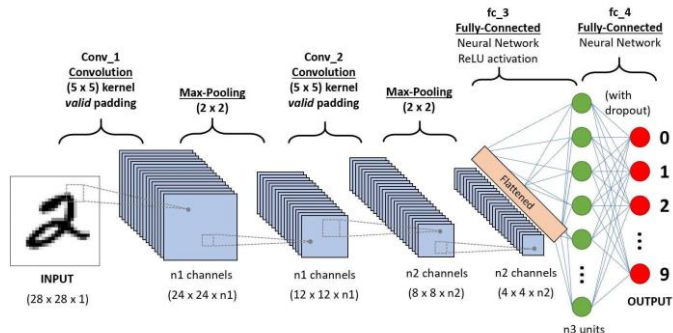 fc_3
Fully-Connected
Neural Network
ReLU activation
fc_4
Fully-Connected
Neural Network
Conv_1
Convolution
(5 x 5) kernel
valid padding
Max-Pooling
(2 x 2)
Conv_2
Convolution
(5 x 5) kernel
valid padding
Max-Pooling
(2 x 2)
(with
dropout)
Flattened
0
1
2
...
9
2
INPUT
(28 x 28 x 1)
n1 channels
(24 x 24 x n1)
n1 channels
(12 x 12 x n1)
n2 channels
(8 x 8 x n2)
n2 channels
(4 x 4 x n2)
...
n3 units
OUTPUT